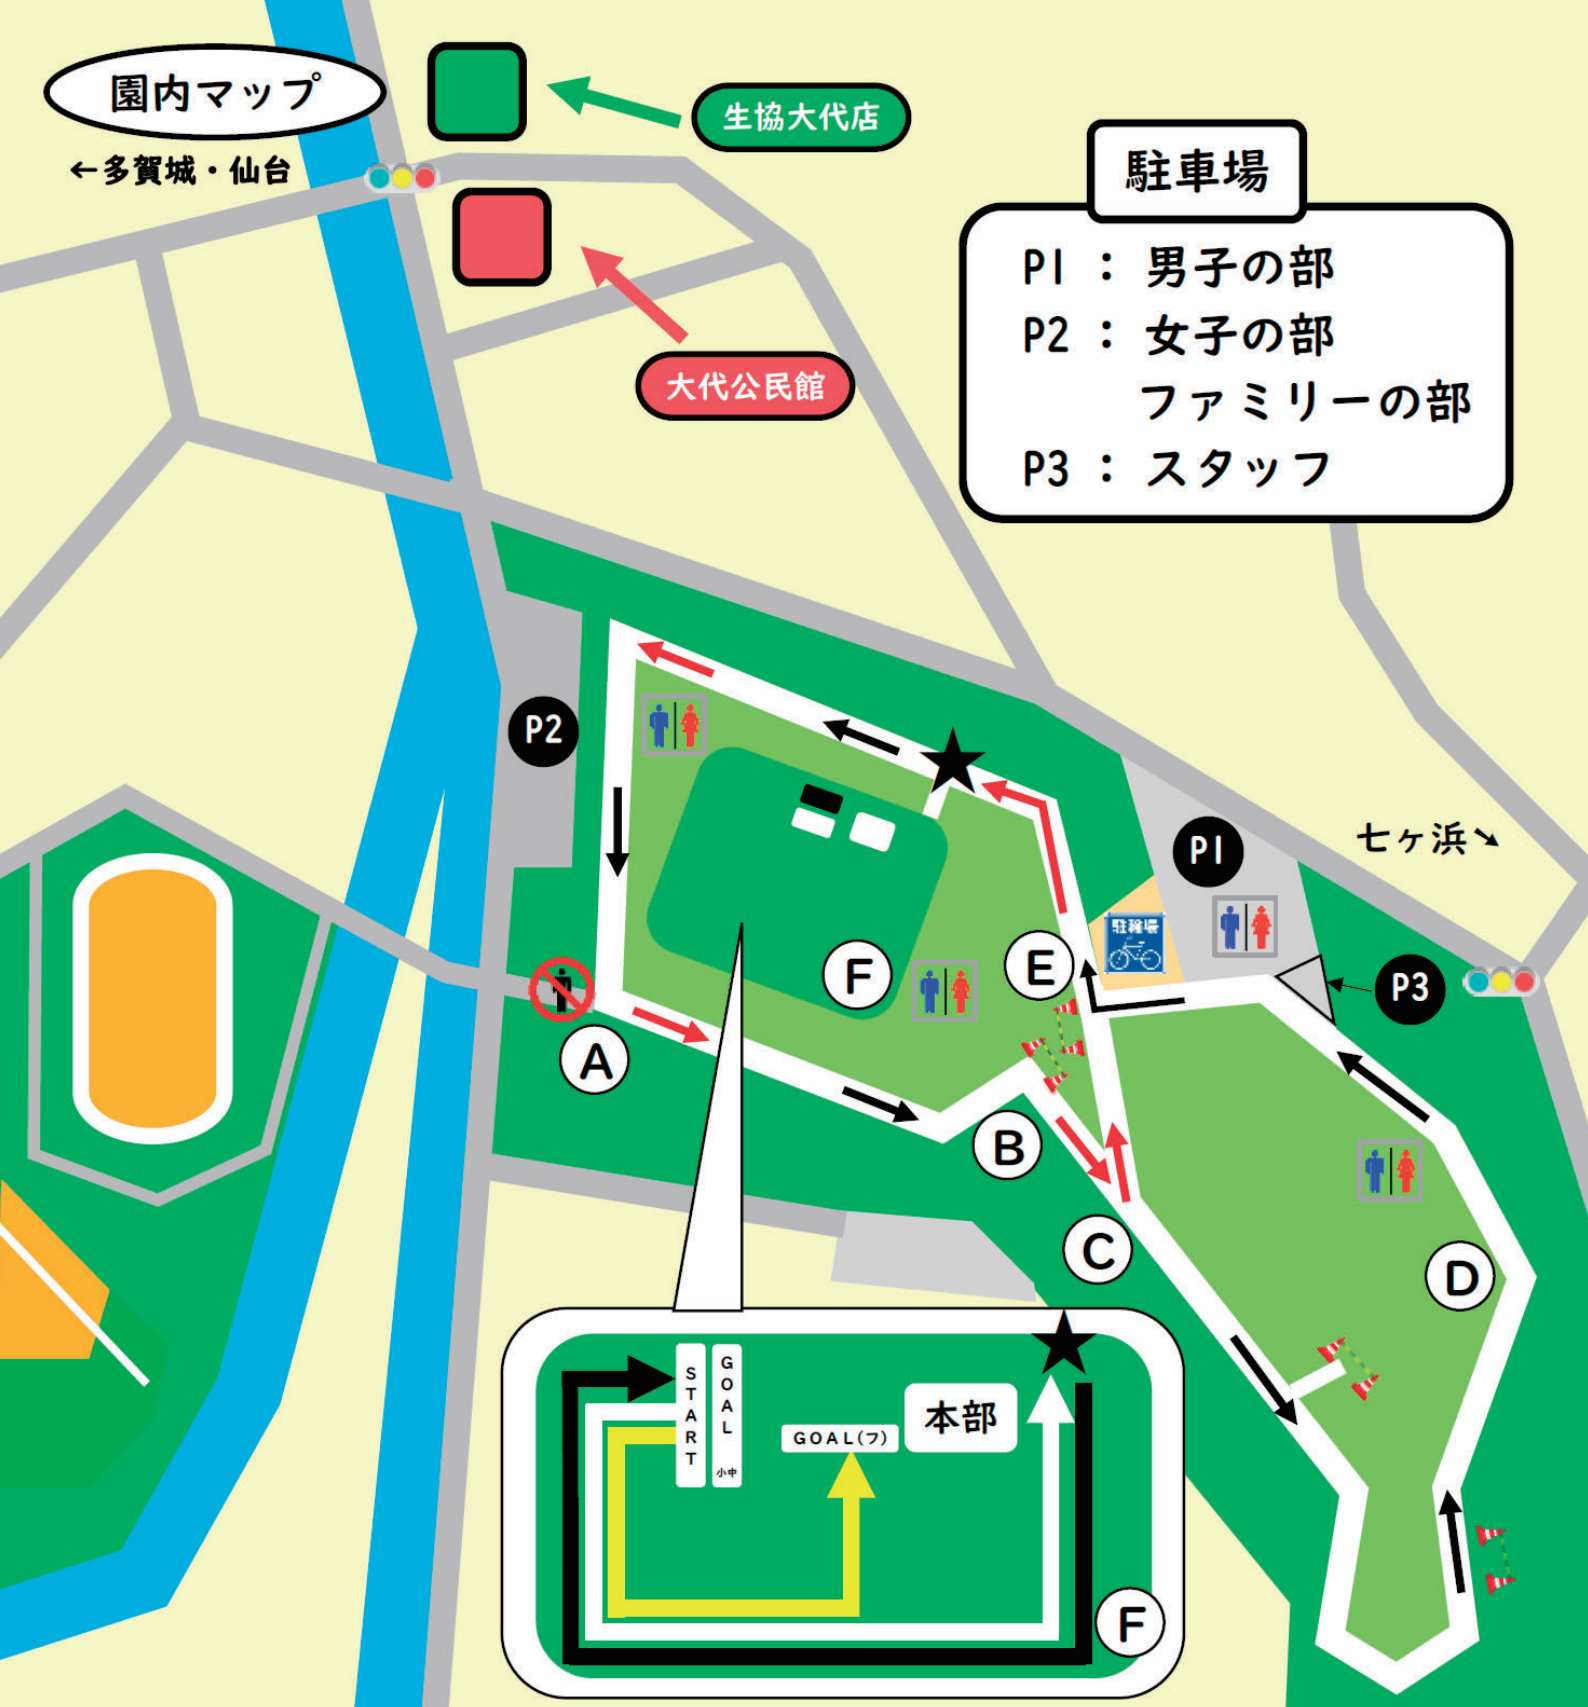 園内マップ
←多賀城・仙台
生協大代店
大代公民館
駐車場
P1 : 男子の部
P2 : 女子の部
ファミリーの部
P3 : スタッフ
P2
P1
七ヶ浜↘
駐輪場
P3
A
B
C
D
E
F
START
GOAL
小中
GOAL(フ)
本部
F